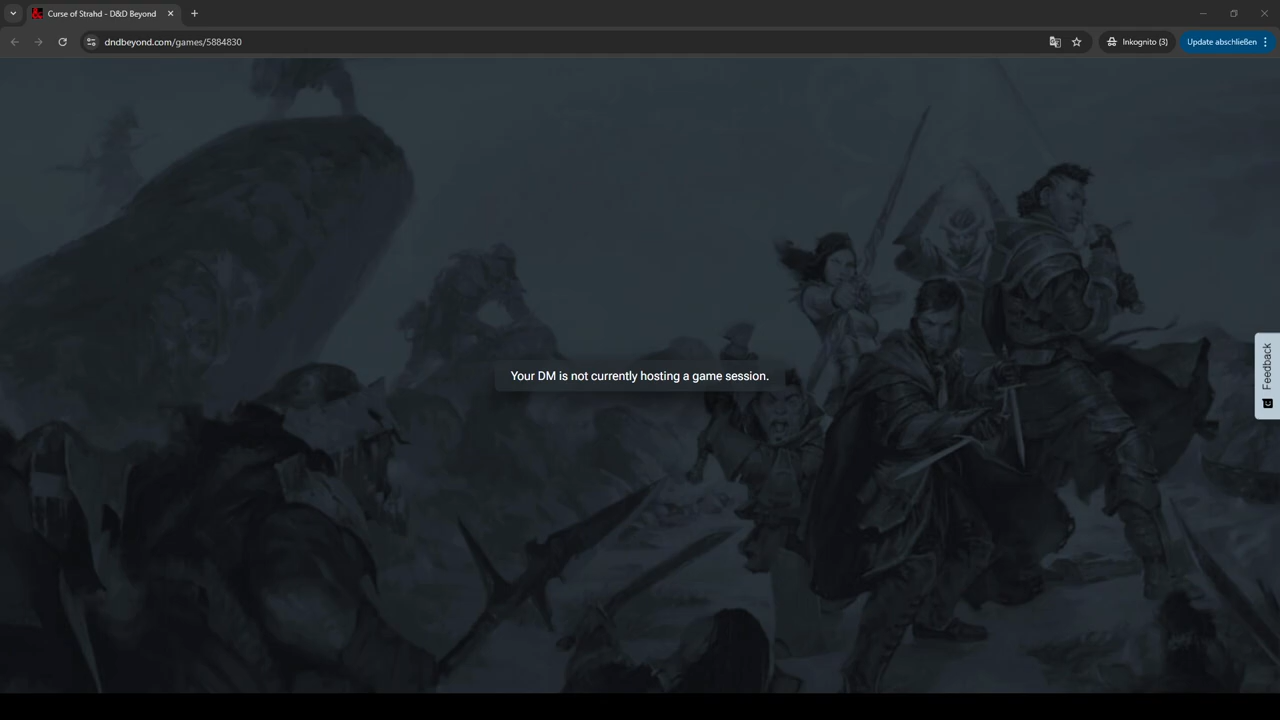 Curse of Strahd - D&D Beyond
dndbeyond.com/games/5884830
Inkognito (3)
Update abschließen
Your DM is not currently hosting a game session.
Feedback